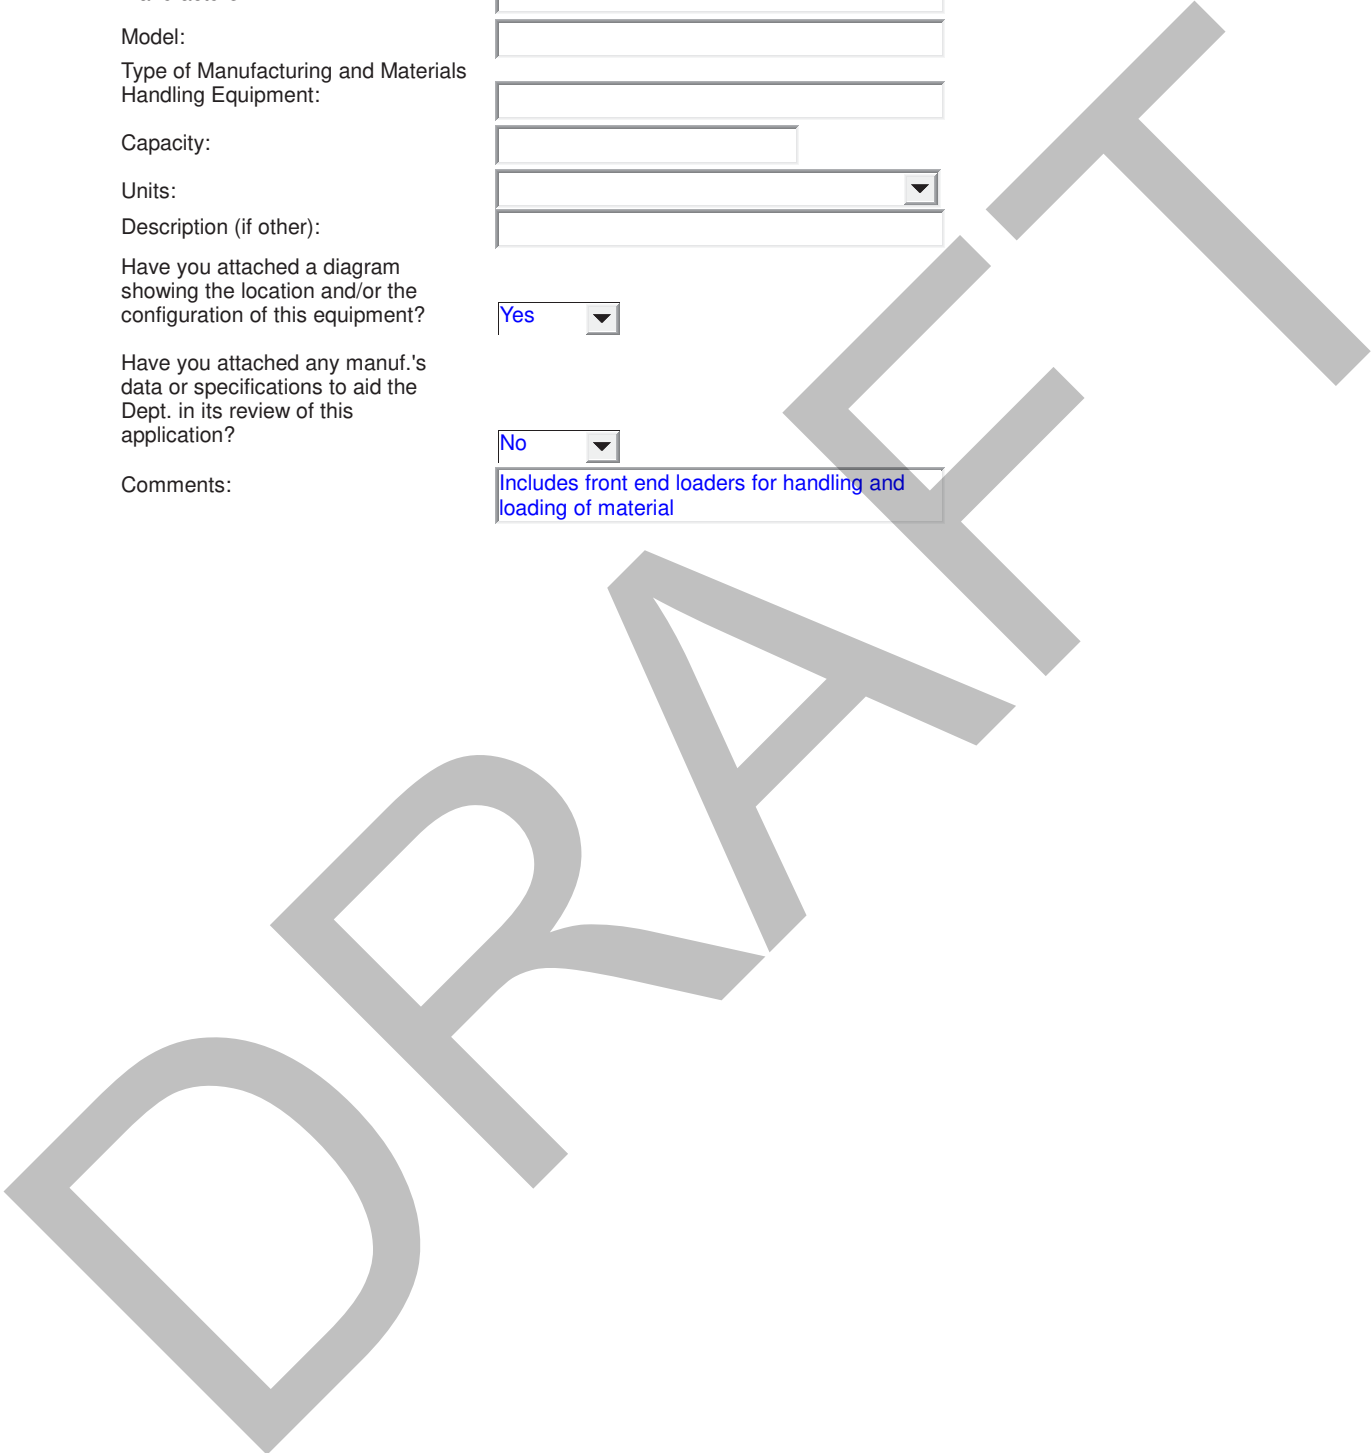 Model:
Type of Manufacturing and Materials
Handling Equipment:
Capacity:
Units:
Description (if other):
Have you attached a diagram
showing the location and/or the
configuration of this equipment?
Yes
Have you attached any manuf.'s
data or specifications to aid the
Dept. in its review of this
application?
No
Comments:
Includes front end loaders for handling and
loading of material
DRAFT